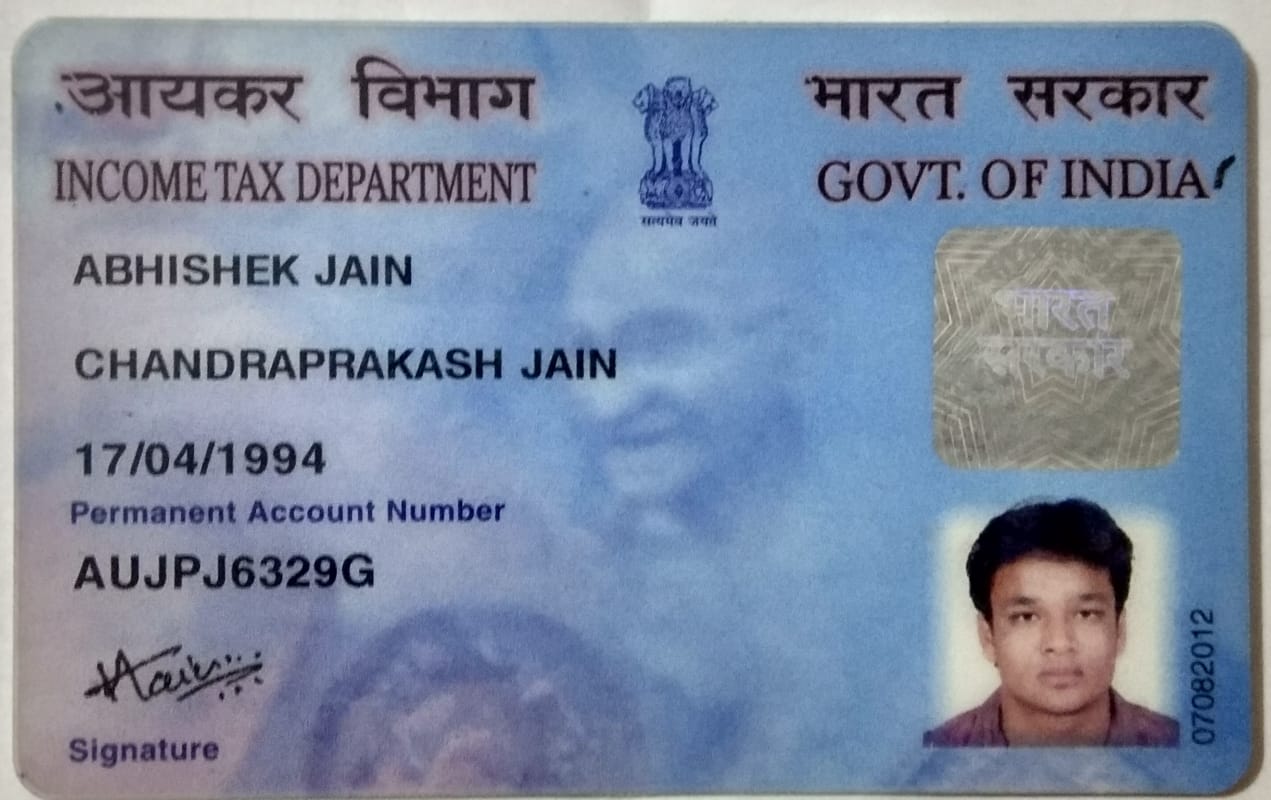 आयकर विभाग
INCOME TAX DEPARTMENT
सत्यमेव जयते
भारत सरकार
GOVT. OF INDIA
ABHISHEK JAIN
CHANDRAPRAKASH JAIN
17/04/1994
Permanent Account Number
AUJPJ6329G
Signature
भारत
सरकार
07082012